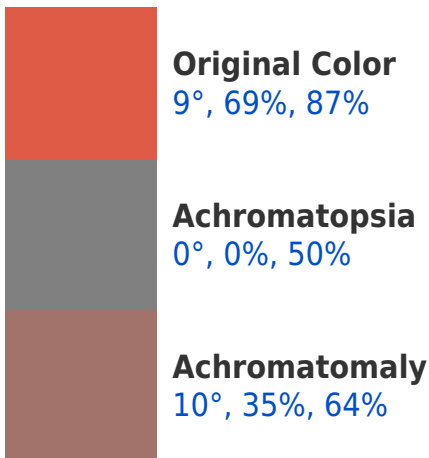 Original Color
9°, 69%, 87%
Achromatopsia
0°, 0%, 50%
Achromatomaly
10°, 35%, 64%